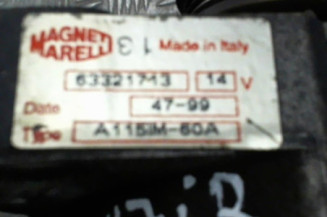 MAGNETI MARELLI
Made in Italy
63321713 14 V
Date 47-99
Type A115IM-60A